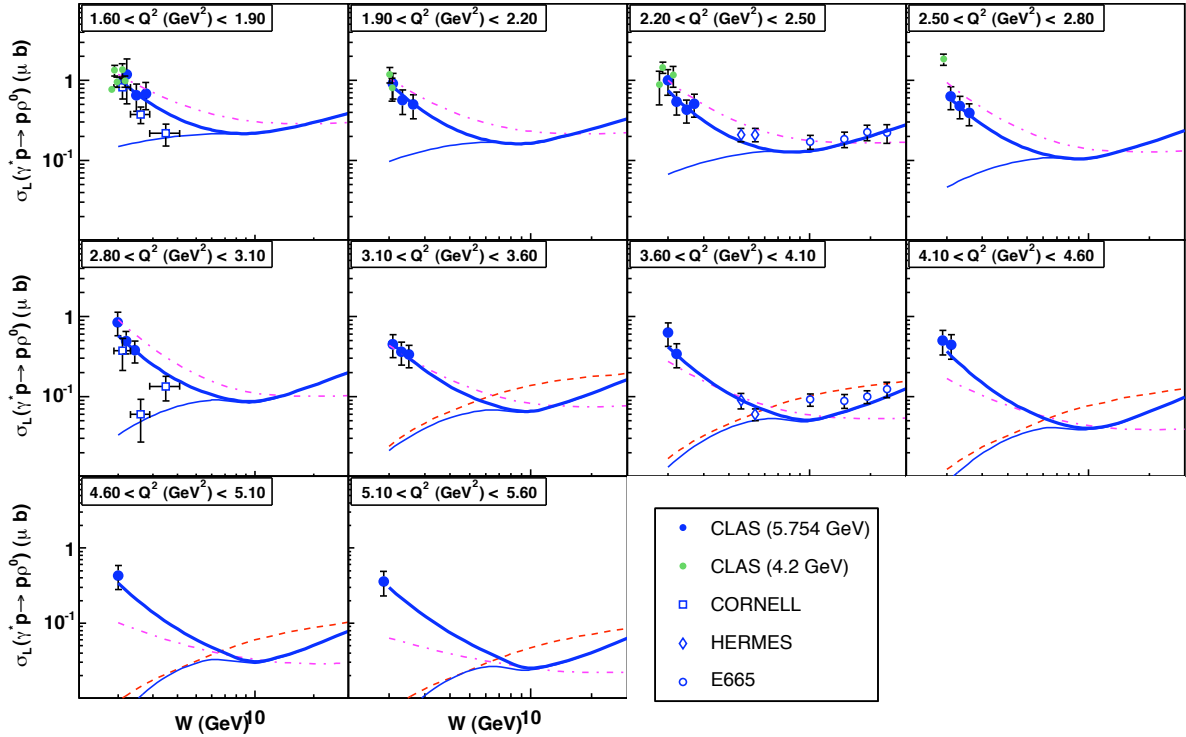 1.60 < Q² (GeV²) < 1.90
1.90 < Q² (GeV²) < 2.20
2.20 < Q² (GeV²) < 2.50
2.50 < Q² (GeV²) < 2.80
σL(γ* p→ pρ⁰) (μ b)
1
10⁻¹
2.80 < Q² (GeV²) < 3.10
3.10 < Q² (GeV²) < 3.60
3.60 < Q² (GeV²) < 4.10
4.10 < Q² (GeV²) < 4.60
σL(γ* p→ pρ⁰) (μ b)
1
10⁻¹
4.60 < Q² (GeV²) < 5.10
5.10 < Q² (GeV²) < 5.60
σL(γ* p→ pρ⁰) (μ b)
1
10⁻¹
CLAS (5.754 GeV)
CLAS (4.2 GeV)
CORNELL
HERMES
E665
W (GeV) 10
W (GeV) 10
10
10